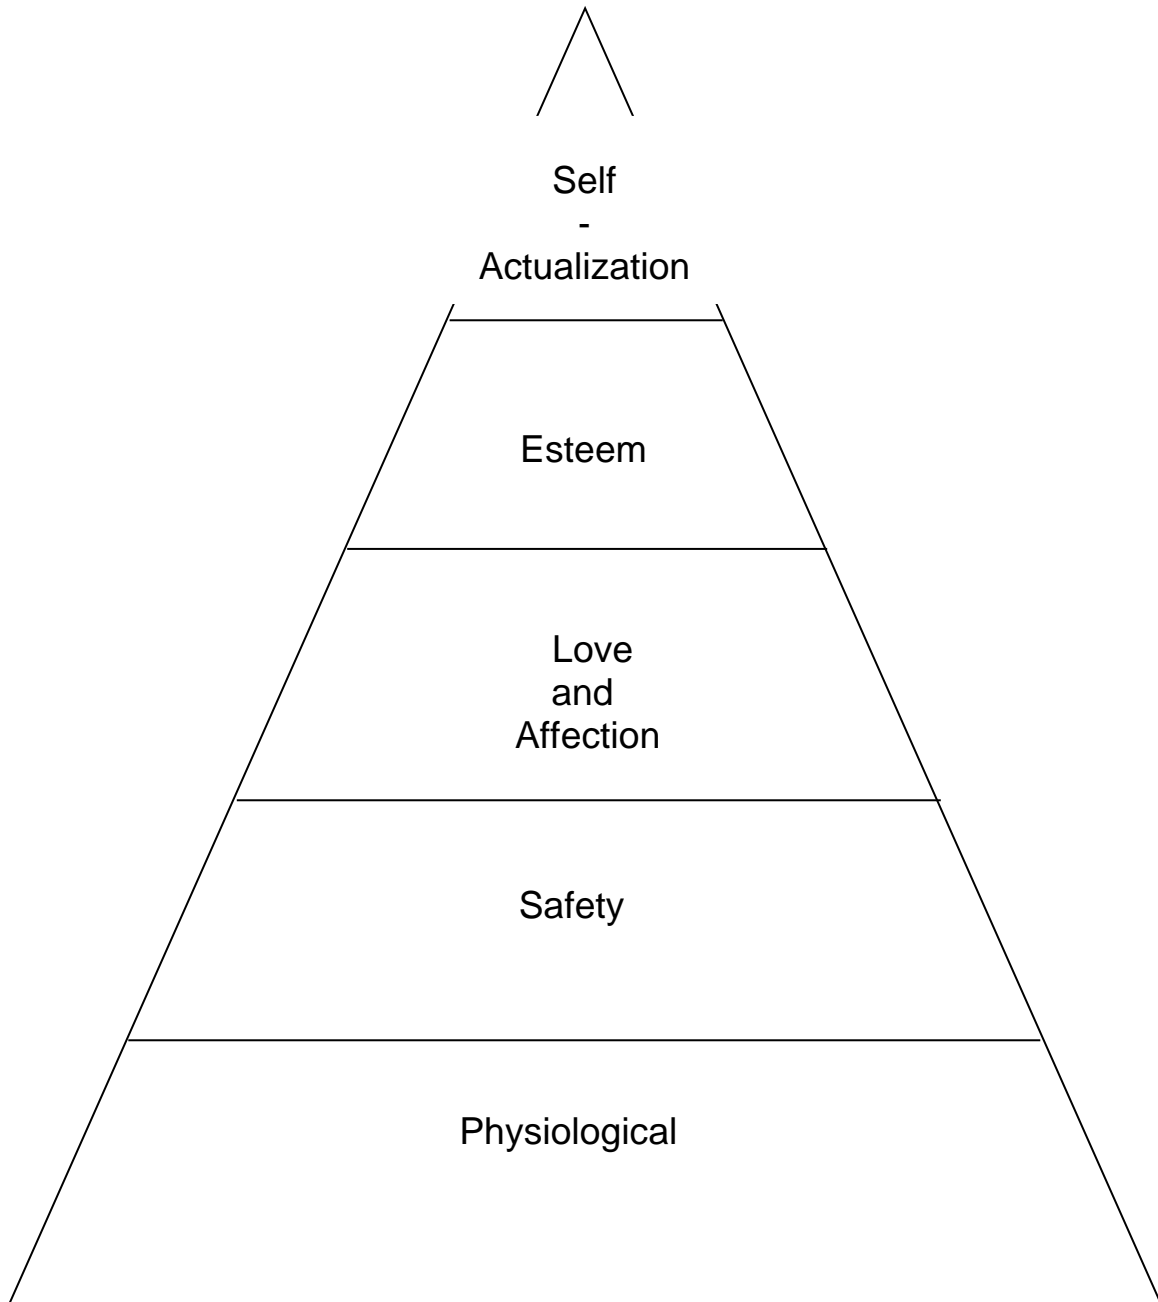 Self
-
Actualization
Esteem
Love
and
Affection
Safety
Physiological